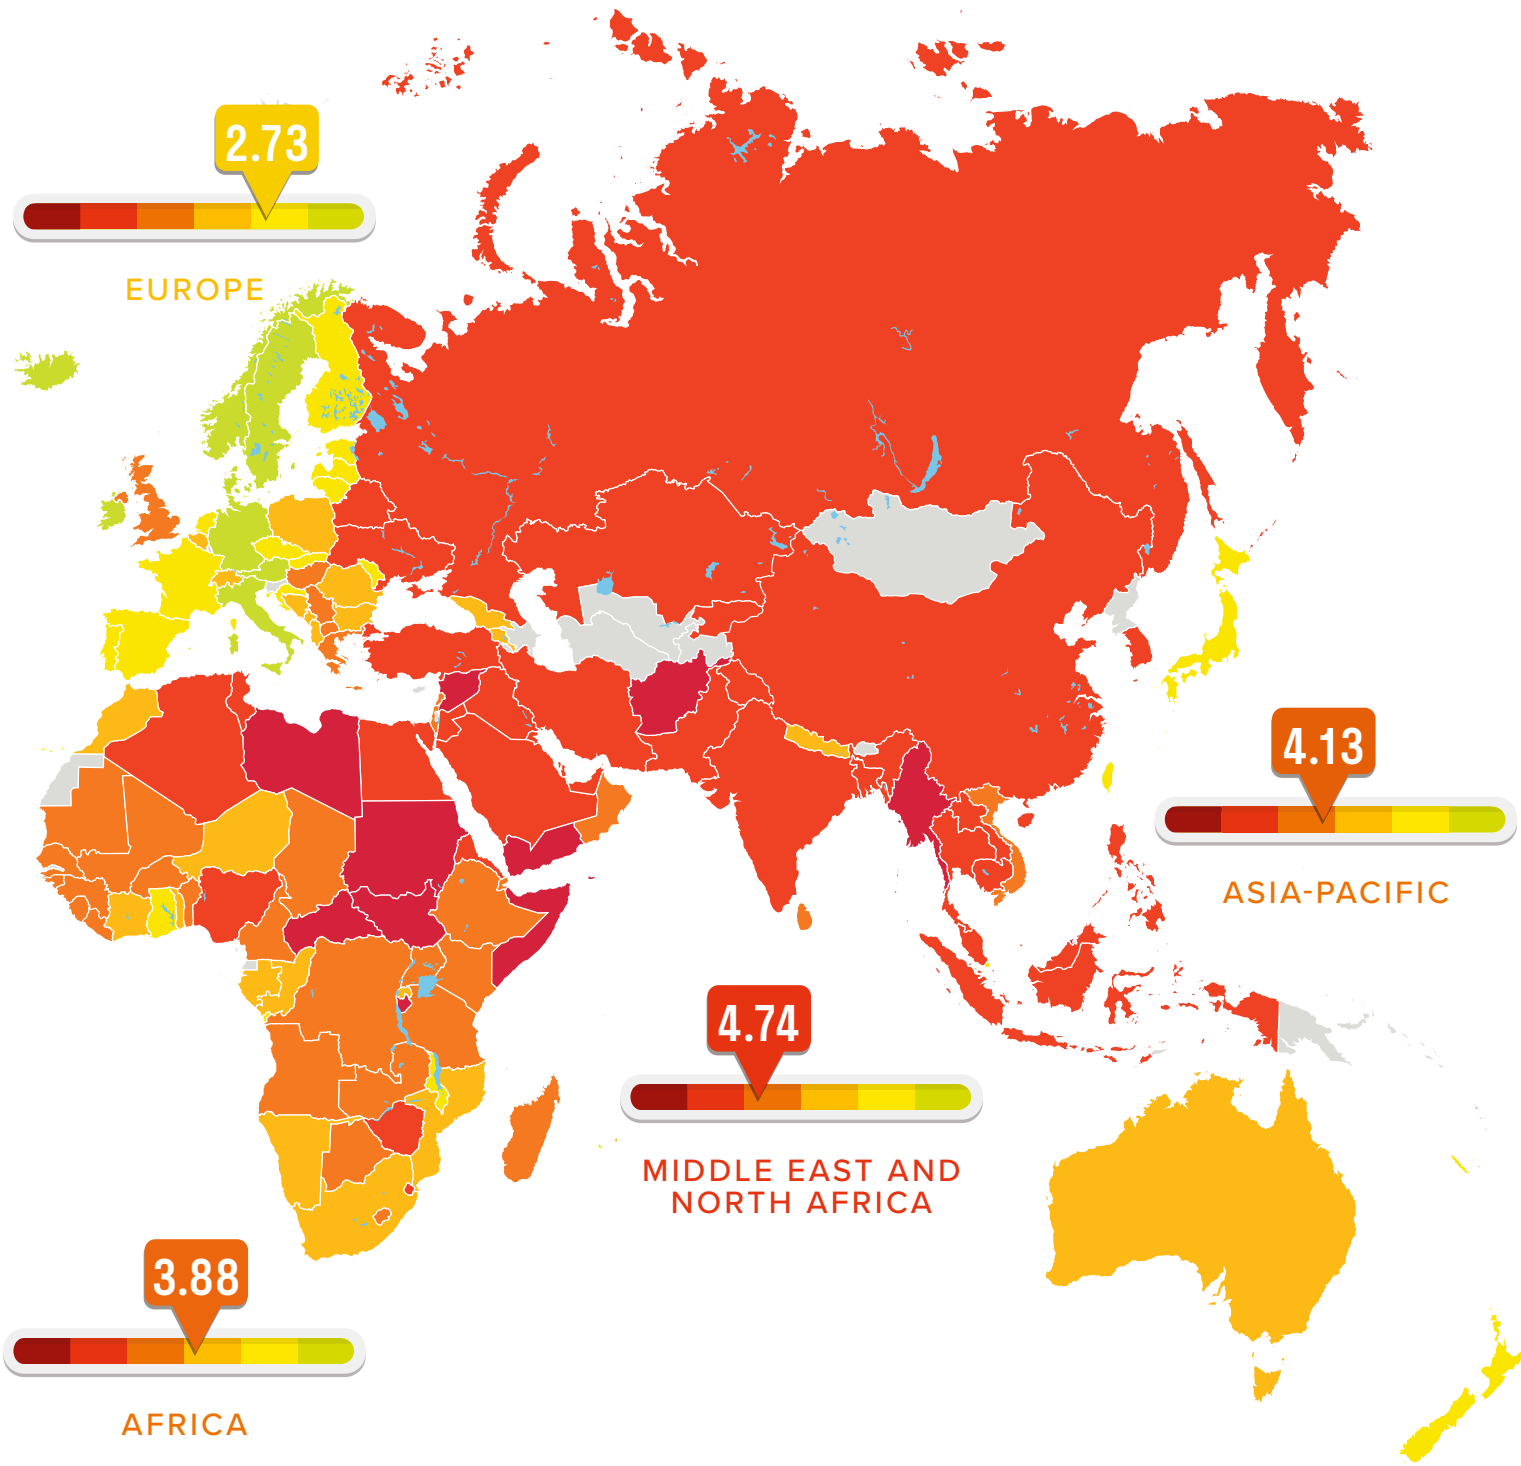 2.73
EUROPE
4.13
ASIA-PACIFIC
4.74
MIDDLE EAST AND
NORTH AFRICA
3.88
AFRICA